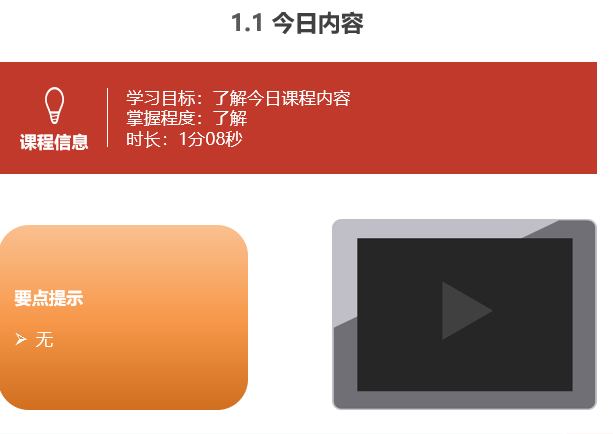 1.1 今日内容
课程信息
学习目标：了解今日课程内容
掌握程度：了解
时长：1分08秒
要点提示
➢ 无